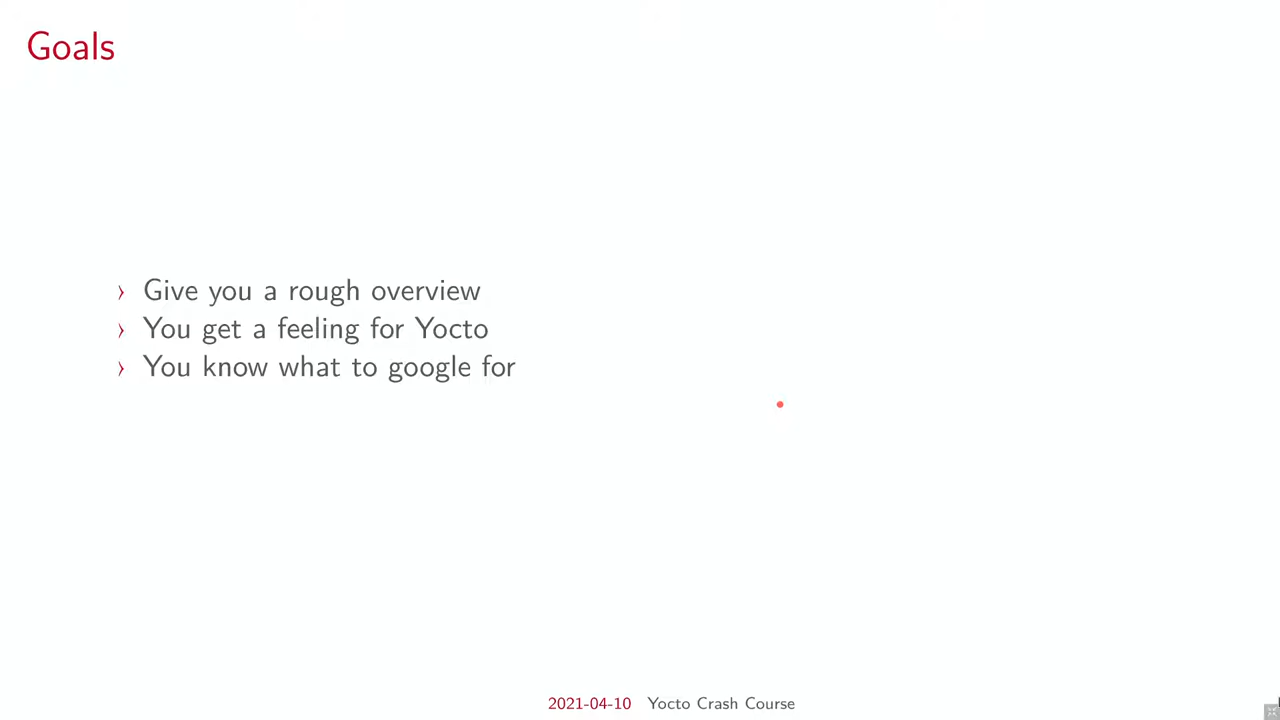 Goals
› Give you a rough overview
› You get a feeling for Yocto
› You know what to google for
2021-04-10 Yocto Crash Course